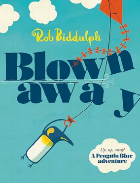 Rob Biddulph
Blown
away
Up, up, away!
A Penguin Blue
adventure